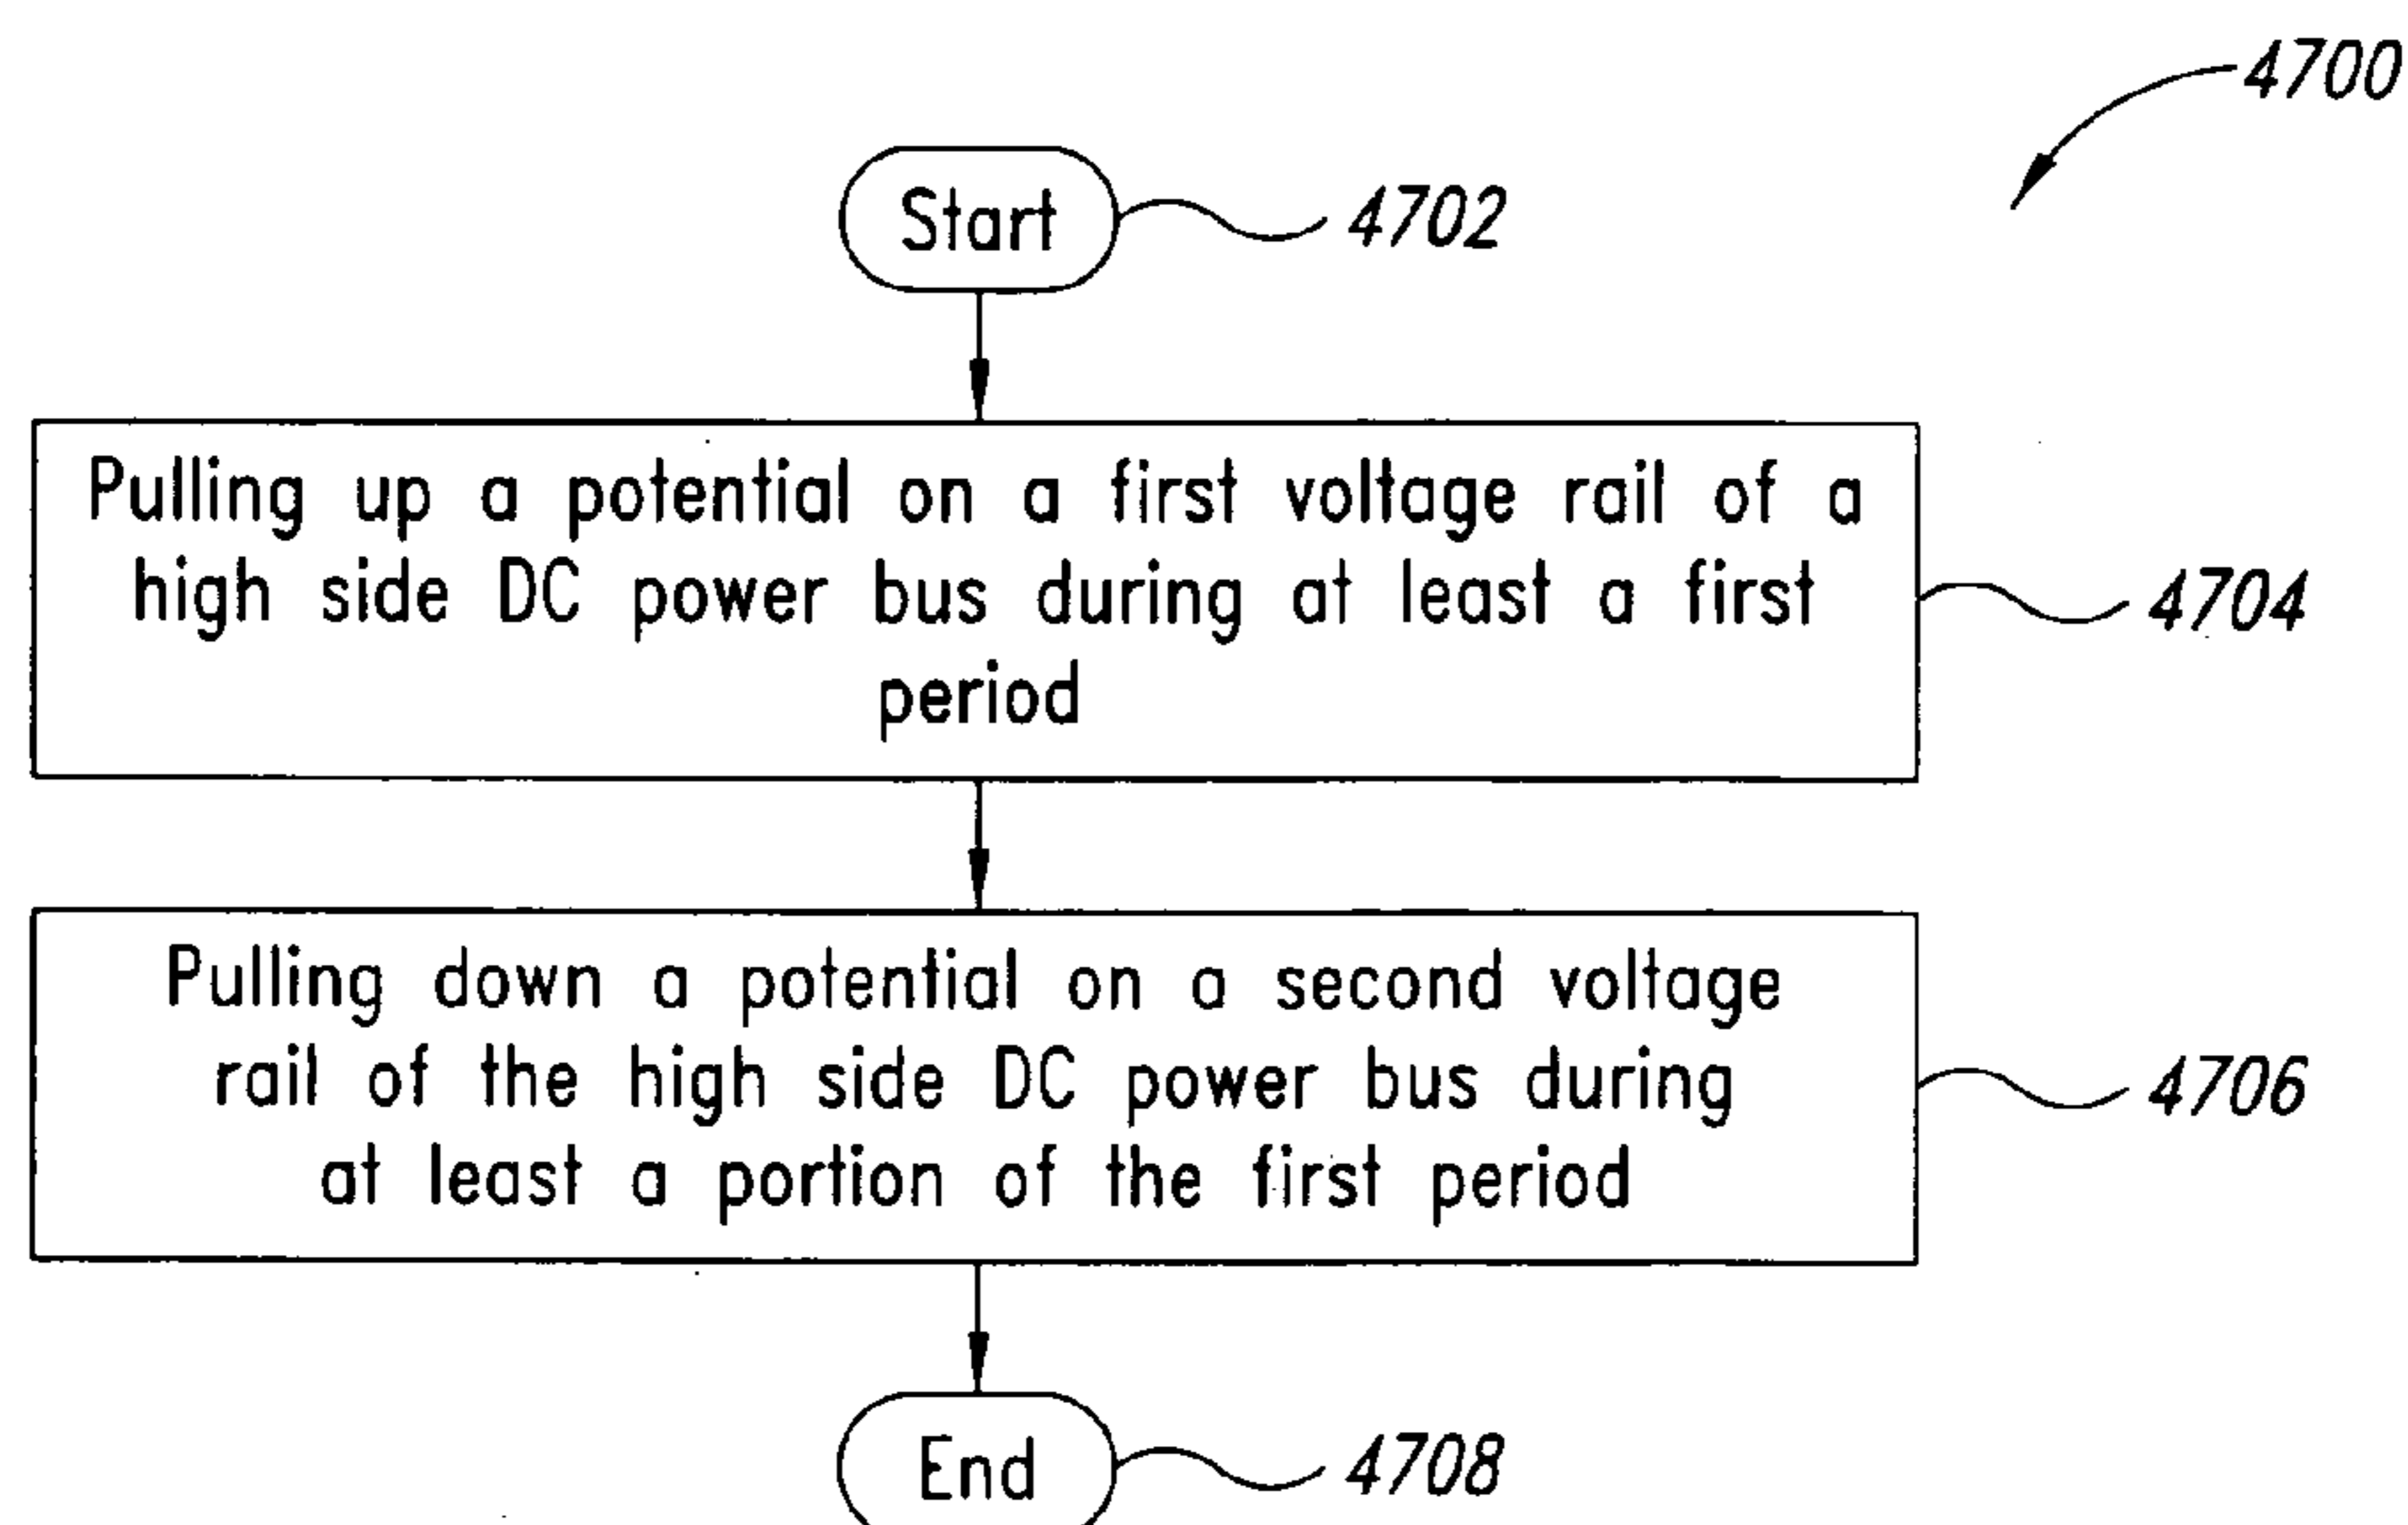 4700
Start
4702
Pulling up a potential on a first voltage rail of a
high side DC power bus during at least a first
period
4704
Pulling down a potential on a second voltage
rail of the high side DC power bus during
at least a portion of the first period
4706
End
4708